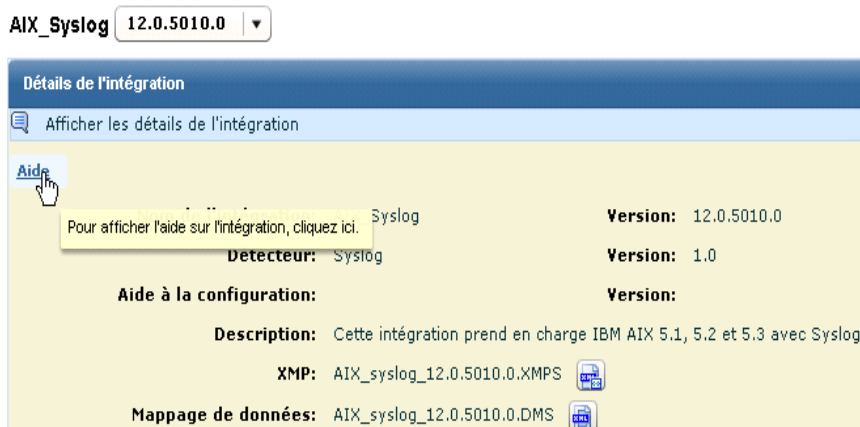 AIX_Syslog 12.0.5010.0
Détails de l'intégration
Afficher les détails de l'intégration
Aide
Syslog Version: 12.0.5010.0
Pour afficher l'aide sur l'intégration, cliquez ici.
Détecteur: Syslog Version: 1.0
Aide à la configuration: Version:
Description: Cette intégration prend en charge IBM AIX 5.1, 5.2 et 5.3 avec Syslog
XMP: AIX_syslog_12.0.5010.0.XMPS
Mappage de données: AIX_syslog_12.0.5010.0.DMS